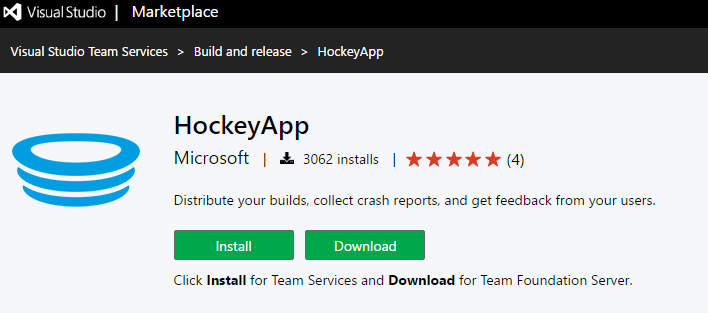 Visual Studio | Marketplace
Visual Studio Team Services > Build and release > HockeyApp
HockeyApp
Microsoft | 3062 installs | ★★★★★ (4)
Distribute your builds, collect crash reports, and get feedback from your users.
Install Download
Click Install for Team Services and Download for Team Foundation Server.